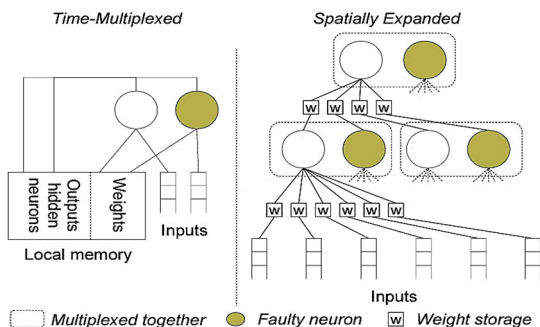 Time-Multiplexed
Spatially Expanded
w w w w
Outputs
hidden
neurons
Weights
Inputs
Local memory
w w w w w w
Inputs
Multiplexed together
Faulty neuron
w Weight storage